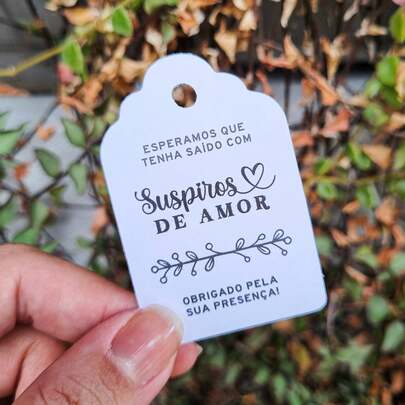 ESPERAMOS QUE
TENHA SAÍDO COM
Suspiros
DE AMOR
OBRIGADO PELA
SUA PRESENÇA!